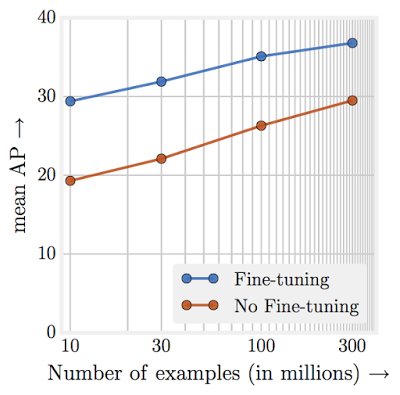 40
30
20
10
0
mean AP →
10 30 100 300
Number of examples (in millions) →
Fine-tuning
No Fine-tuning